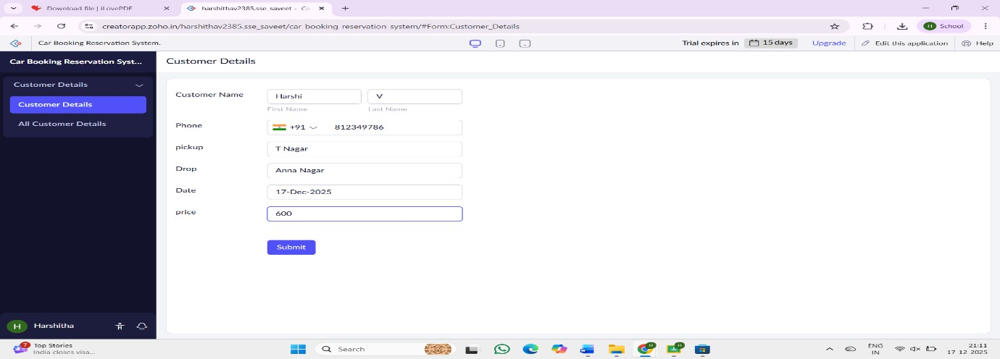 Download file | iLovePDF
harshithav2385.sse_saveet - Ca
creatorapp.zoho.in/harshithav2385.sse_saveet/car booking reservation system/#Form:Customer_Details
H School
Car Booking Reservation System.
Trial expires in 15 days Upgrade Edit this application Help
Car Booking Reservation Syst...
Customer Details
Customer Details
Customer Details
All Customer Details
Customer Name Harshi V
First Name Last Name
Phone +91 812349786
pickup T Nagar
Drop Anna Nagar
Date 17-Dec-2025
price 600
Submit
H Harshitha
7 Top Stories
India closes visa...
Search
ENG
IN
21:11
17 12 2025